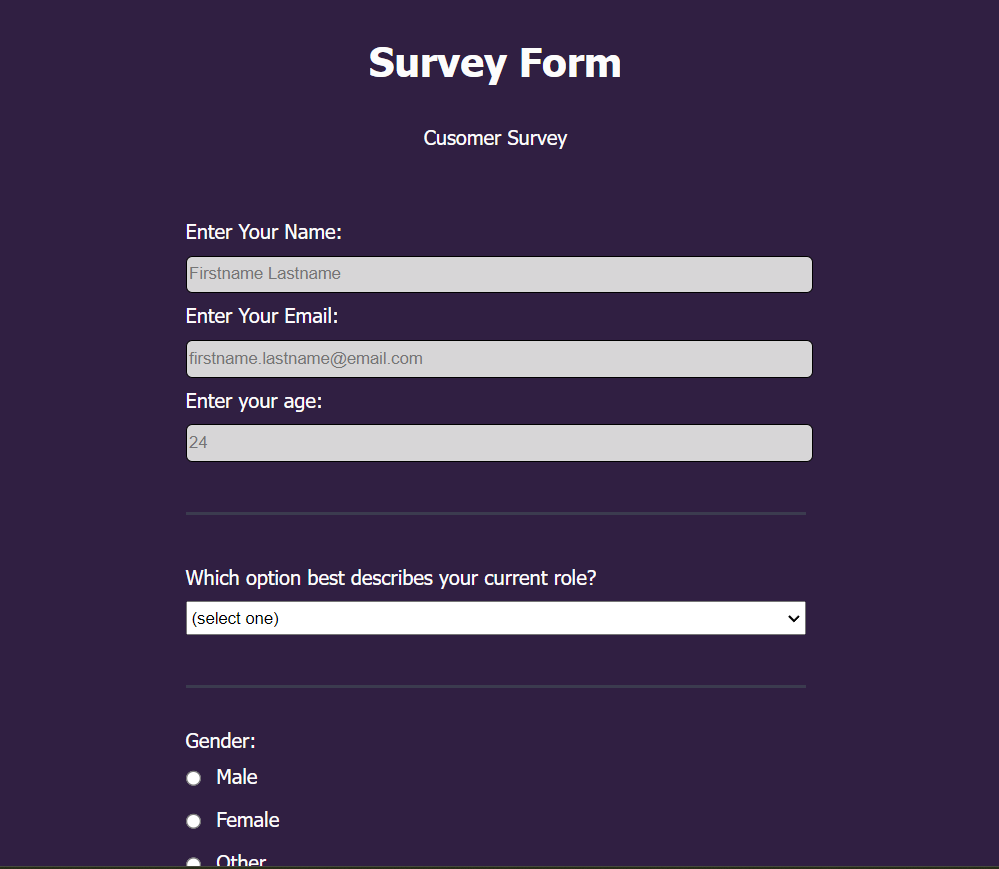 Survey Form
Cusomer Survey
Enter Your Name:
Firstname Lastname
Enter Your Email:
firstname.lastname@email.com
Enter your age:
24
Which option best describes your current role?
(select one)
Gender:
Male
Female
Other